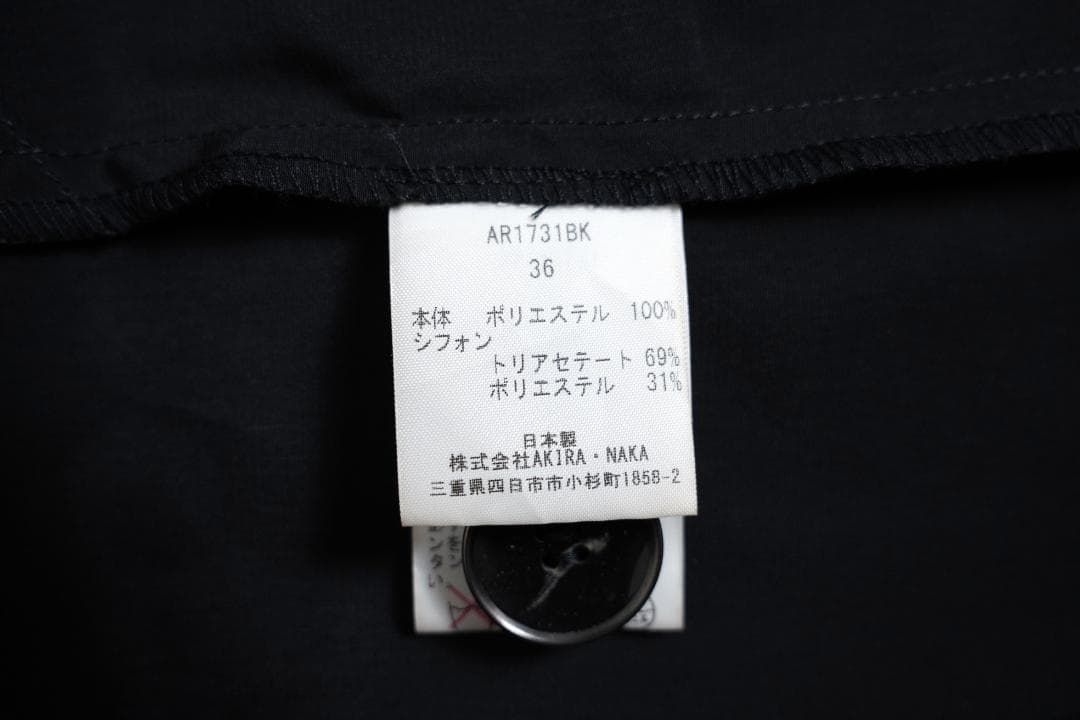 AR1731BK
36
本体 ポリエステル 100%
シフォン
トリアセテート 69%
ポリエステル 31%
日本製
株式会社AKIRA・NAKA
三重県四日市市小杉町1858-2